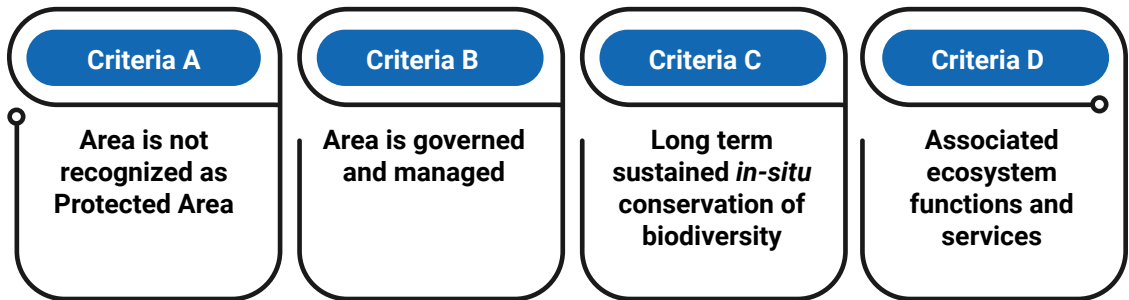 Criteria A
Area is not
recognized as
Protected Area
Criteria B
Area is governed
and managed
Criteria C
Long term
sustained in-situ
conservation of
biodiversity
Criteria D
Associated
ecosystem
functions and
services